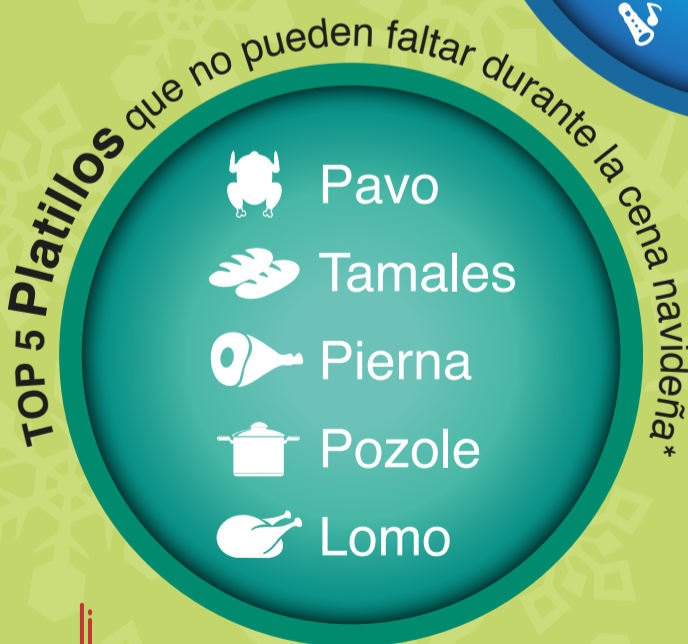 TOP 5 Platillos que no pueden faltar durante la cena navideña*
Pavo
Tamales
Pierna
Pozole
Lomo